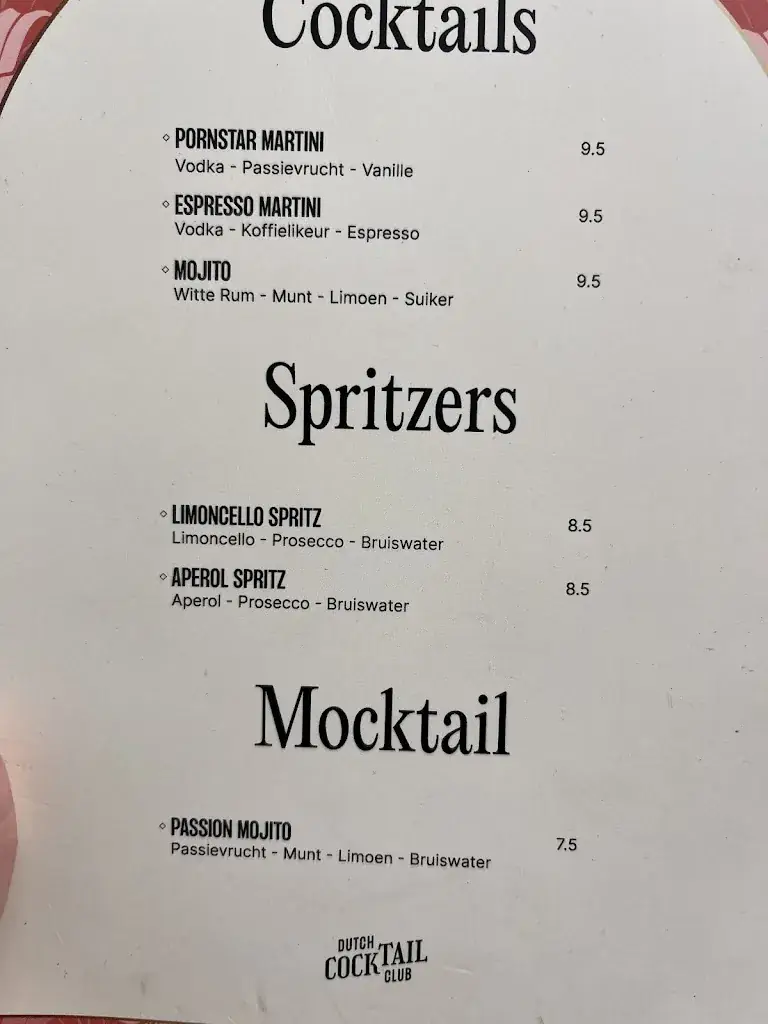 Cocktails
PORNSTAR MARTINI 9.5
Vodka - Passievrucht - Vanille
ESPRESSO MARTINI 9.5
Vodka - Koffielikeur - Espresso
MOJITO 9.5
Witte Rum - Munt - Limoen - Suiker
Spritzers
LIMONCELLO SPRITZ 8.5
Limoncello - Prosecco - Bruiswater
APEROL SPRITZ 8.5
Aperol - Prosecco - Bruiswater
Mocktail
PASSION MOJITO 7.5
Passievrucht - Munt - Limoen - Bruiswater
DUTCH
COCKTAIL
CLUB